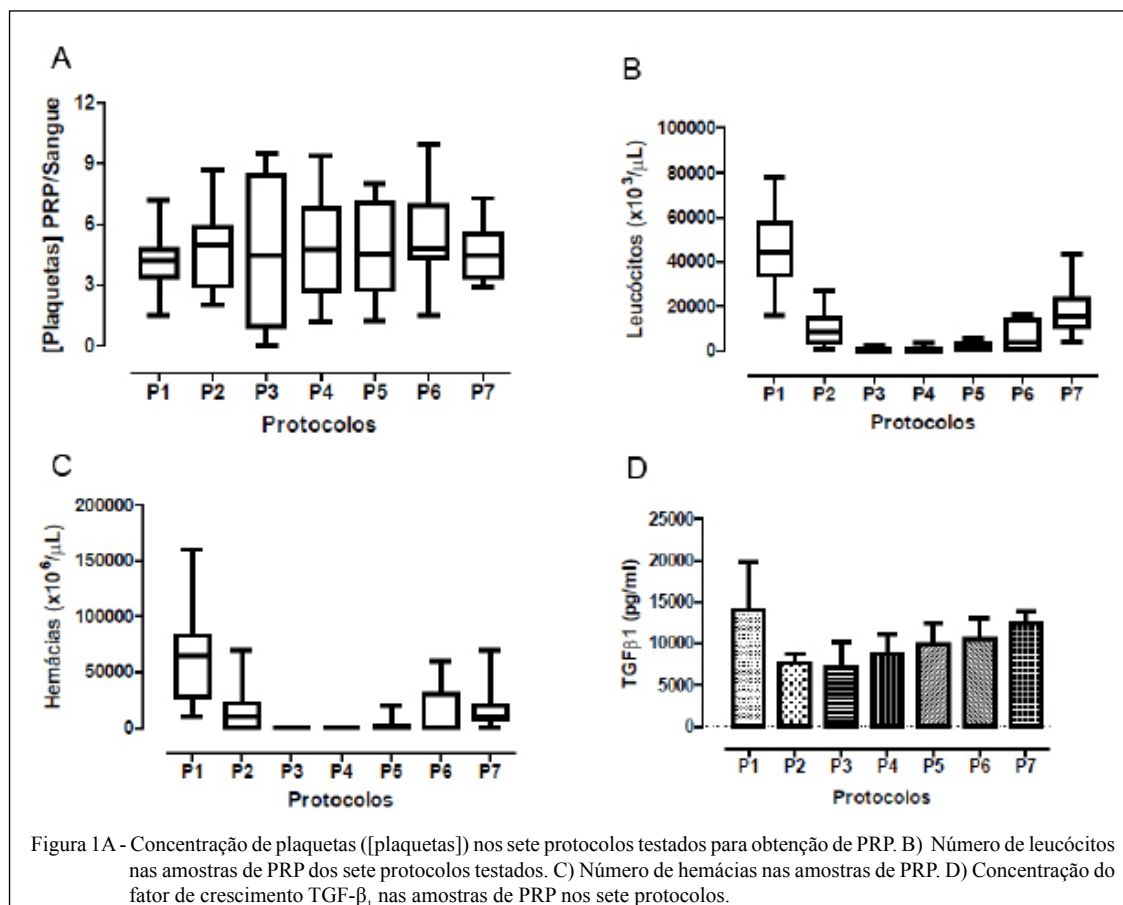 A
[Plaquetas] PRP/Sangue
12
9
6
3
0
P1 P2 P3 P4 P5 P6 P7
Protocolos
B
Leucócitos (x10³/µL)
100000
80000
60000
40000
20000
0
P1 P2 P3 P4 P5 P6 P7
Protocolos
C
Hemácias (x10⁶/µL)
200000
150000
100000
50000
0
P1 P2 P3 P4 P5 P6 P7
Protocolos
D
TGFβ1 (pg/ml)
25000
20000
15000
10000
5000
0
P1 P2 P3 P4 P5 P6 P7
Protocolos
Figura 1A - Concentração de plaquetas ([plaquetas]) nos sete protocolos testados para obtenção de PRP. B) Número de leucócitos
nas amostras de PRP dos sete protocolos testados. C) Número de hemácias nas amostras de PRP. D) Concentração do
fator de crescimento TGF-β₁ nas amostras de PRP nos sete protocolos.